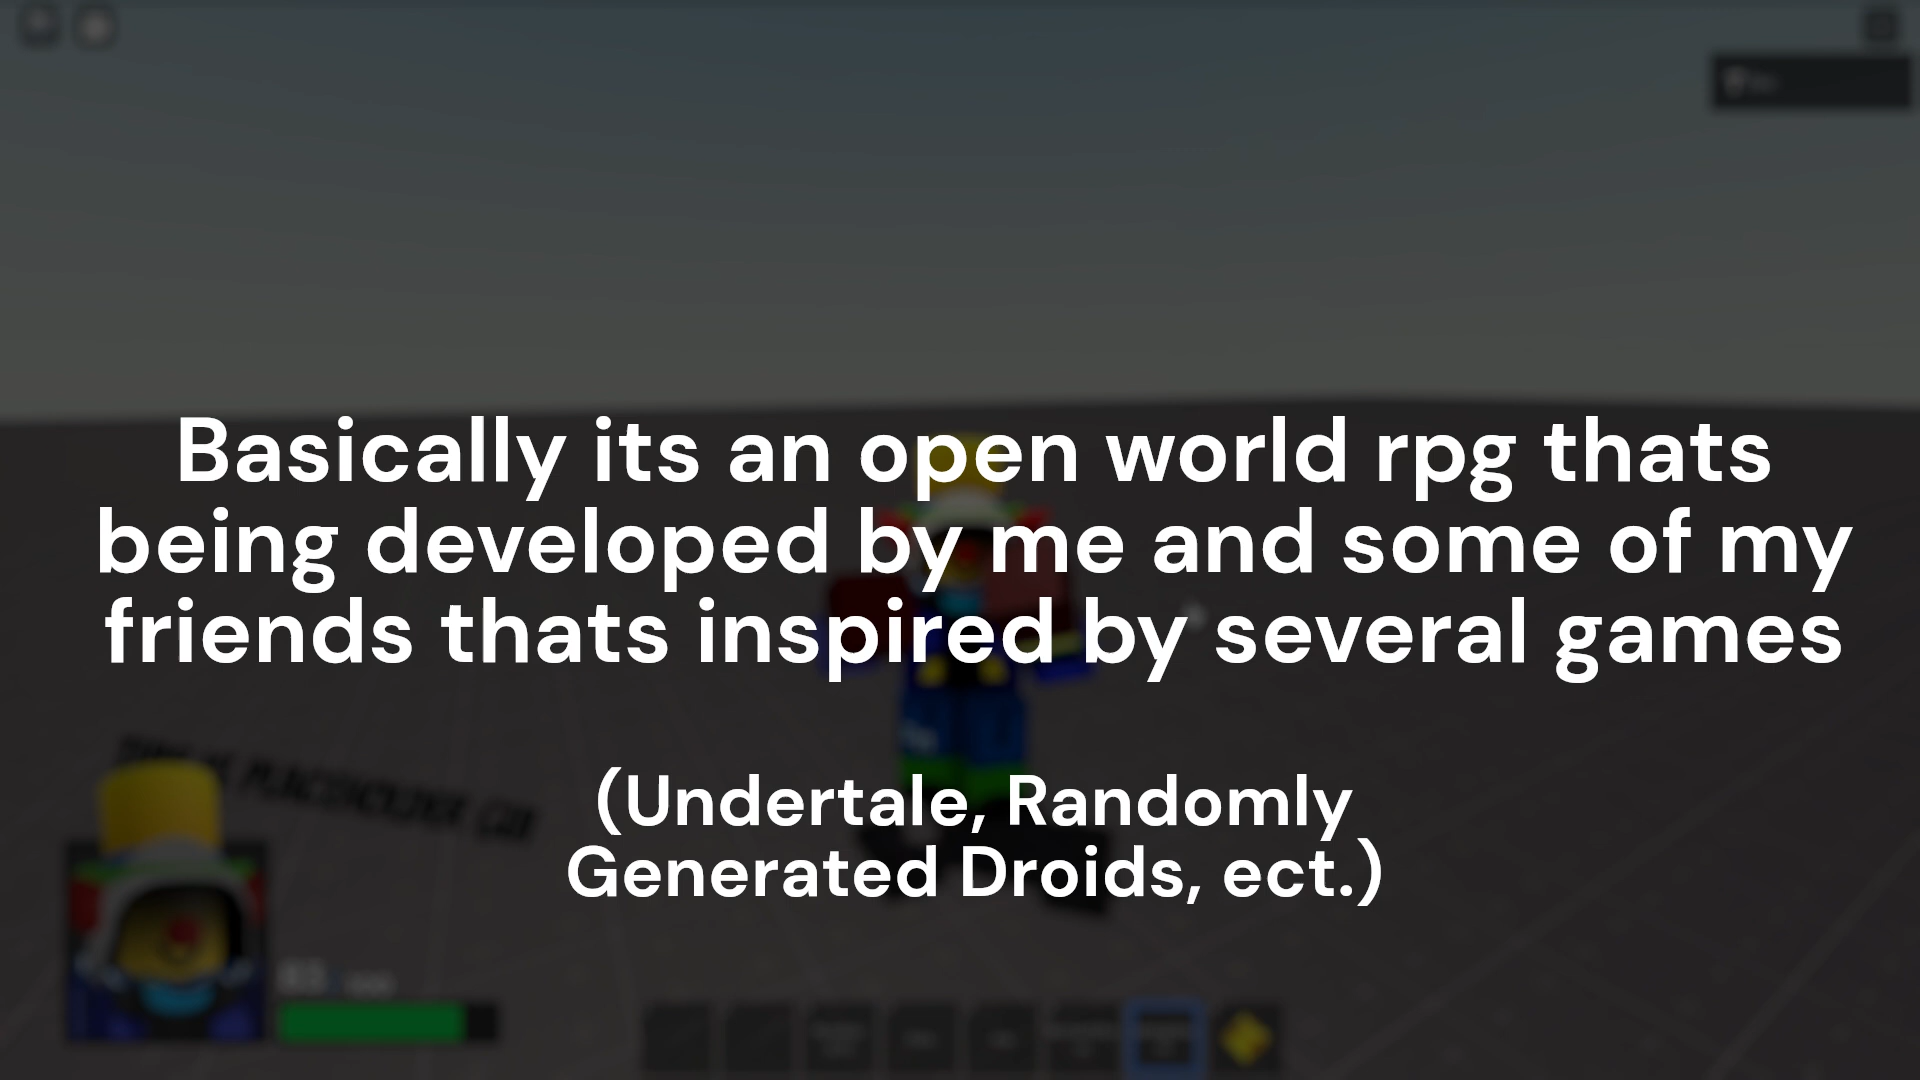 Basically its an open world rpg thats
being developed by me and some of my
friends thats inspired by several games
(Undertale, Randomly
Generated Droids, ect.)